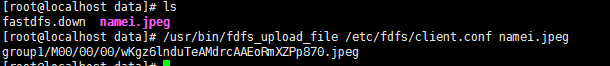 [root@localhost data]# ls
fastdfs.down namei.jpeg
[root@localhost data]# /usr/bin/fdfs_upload_file /etc/fdfs/client.conf namei.jpeg
group1/M00/00/00/wKgz6lnduTeAMdrcAAEoRmXZPp870.jpeg
[root@localhost data]#